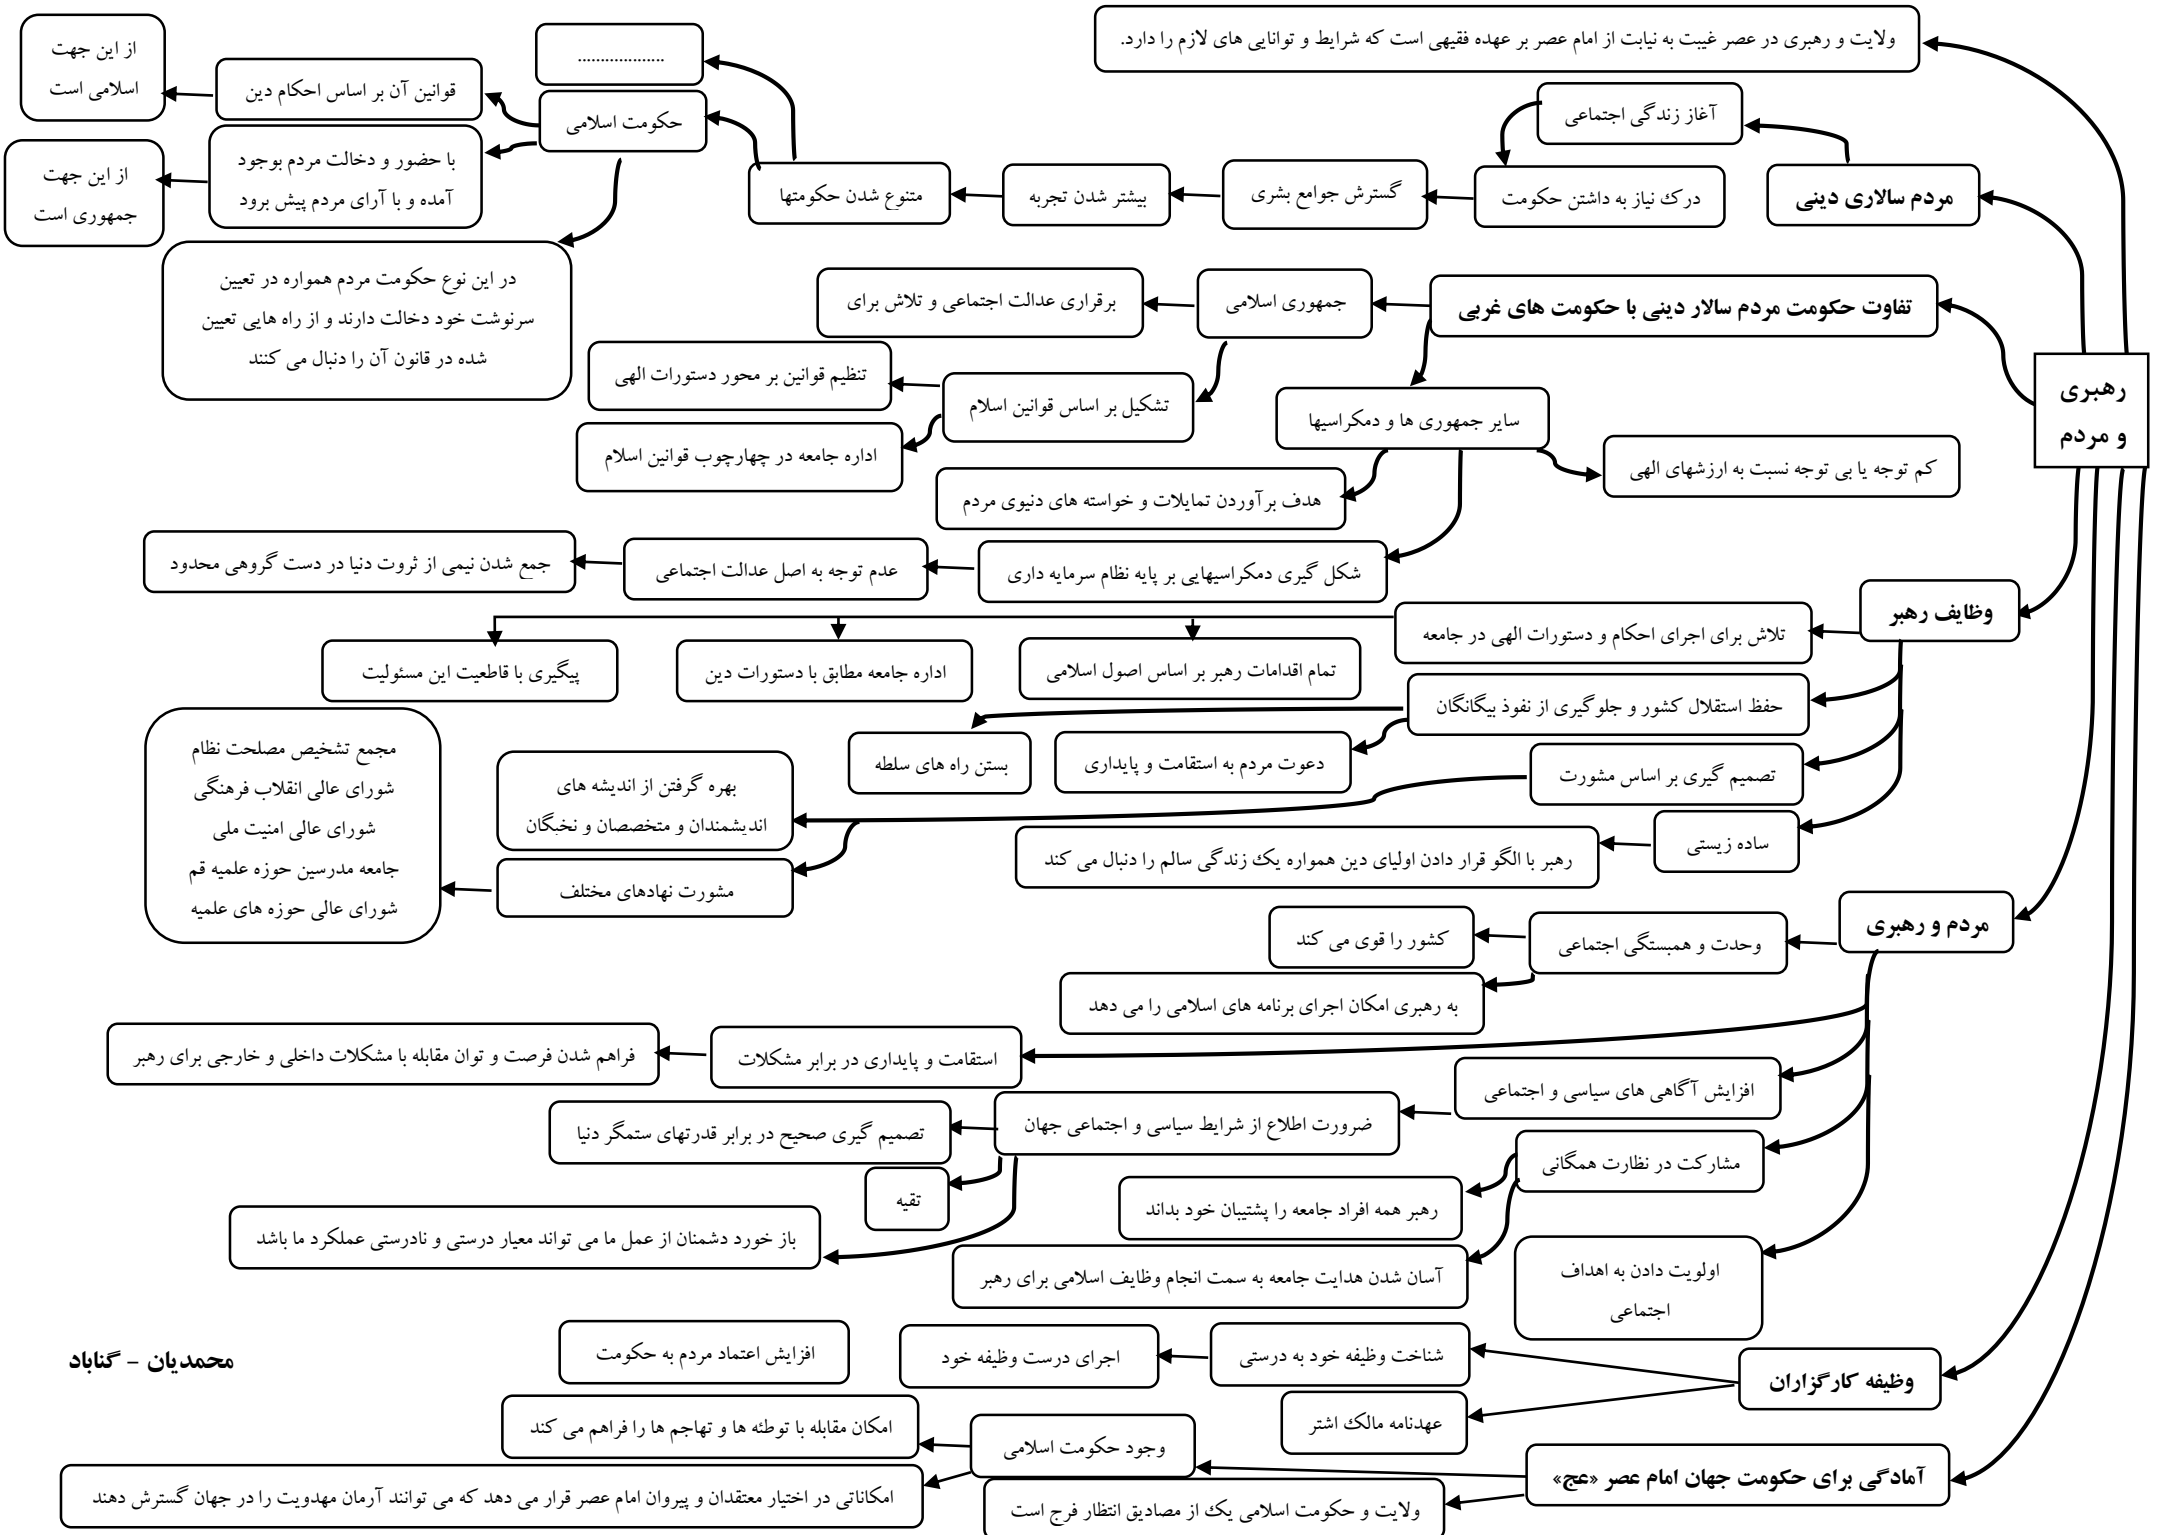 ولایت و رهبری در عصر غیبت به نیابت از امام عصر بر عهده فقیهی است که شرایط و توانایی های لازم را دارد.
رهبری
و مردم
مردم سالاری دینی
آغاز زندگی اجتماعی
درک نیاز به داشتن حکومت
گسترش جوامع بشری
بیشتر شدن تجربه
متنوع شدن حکومتها
...................
حکومت اسلامی
قوانین آن بر اساس احکام دین
از این جهت
اسلامی است
با حضور و دخالت مردم بوجود
آمده و با آرای مردم پیش برود
از این جهت
جمهوری است
در این نوع حکومت مردم همواره در تعیین
سرنوشت خود دخالت دارند و از راه هایی تعیین
شده در قانون آن را دنبال می کنند
تفاوت حکومت مردم سالار دینی با حکومت های غربی
جمهوری اسلامی
برقراری عدالت اجتماعی و تلاش برای
تشکیل بر اساس قوانین اسلام
تنظیم قوانین بر محور دستورات الهی
اداره جامعه در چهارچوب قوانین اسلام
سایر جمهوری ها و دمکراسیها
کم توجه یا بی توجه نسبت به ارزشهای الهی
هدف برآوردن تمایلات و خواسته های دنیوی مردم
شکل گیری دمکراسیهایی بر پایه نظام سرمایه داری
عدم توجه به اصل عدالت اجتماعی
جمع شدن نیمی از ثروت دنیا در دست گروهی محدود
وظایف رهبر
تلاش برای اجرای احکام و دستورات الهی در جامعه
تمام اقدامات رهبر بر اساس اصول اسلامی
اداره جامعه مطابق با دستورات دین
پیگیری با قاطعیت این مسئولیت
حفظ استقلال کشور و جلوگیری از نفوذ بیگانگان
دعوت مردم به استقامت و پایداری
بستن راه های سلطه
تصمیم گیری بر اساس مشورت
بهره گرفتن از اندیشه های
اندیشمندان و متخصصان و نخبگان
مشورت نهادهای مختلف
مجمع تشخیص مصلحت نظام
شورای عالی انقلاب فرهنگی
شورای عالی امنیت ملی
جامعه مدرسین حوزه علمیه قم
شورای عالی حوزه های علمیه
ساده زیستی
رهبر با الگو قرار دادن اولیای دین همواره یک زندگی سالم را دنبال می کند
مردم و رهبری
وحدت و همبستگی اجتماعی
کشور را قوی می کند
به رهبری امکان اجرای برنامه های اسلامی را می دهد
استقامت و پایداری در برابر مشکلات
فراهم شدن فرصت و توان مقابله با مشکلات داخلی و خارجی برای رهبر
افزایش آگاهی های سیاسی و اجتماعی
ضرورت اطلاع از شرایط سیاسی و اجتماعی جهان
تصمیم گیری صحیح در برابر قدرتهای ستمگر دنیا
تقیه
باز خورد دشمنان از عمل ما می تواند معیار درستی و نادرستی عملکرد ما باشد
مشارکت در نظارت همگانی
رهبر همه افراد جامعه را پشتیبان خود بداند
آسان شدن هدایت جامعه به سمت انجام وظایف اسلامی برای رهبر
اولویت دادن به اهداف
اجتماعی
وظیفه کارگزاران
شناخت وظیفه خود به درستی
اجرای درست وظیفه خود
افزایش اعتماد مردم به حکومت
عهدنامه مالک اشتر
محمدیان - گناباد
آمادگی برای حکومت جهان امام عصر «عج»
وجود حکومت اسلامی
امکان مقابله با توطئه ها و تهاجم ها را فراهم می کند
امکاناتی در اختیار معتقدان و پیروان امام عصر قرار می دهد که می توانند آرمان مهدویت را در جهان گسترش دهند
ولایت و حکومت اسلامی یک از مصادیق انتظار فرج است